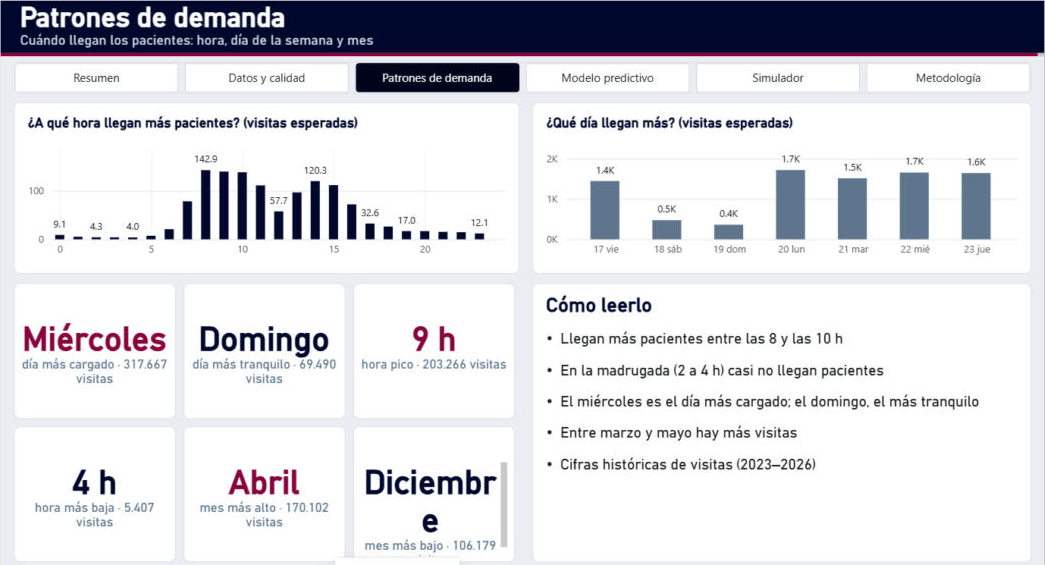 Patrones de demanda
Cuándo llegan los pacientes: hora, día de la semana y mes
Resumen
Datos y calidad
Patrones de demanda
Modelo predictivo
Simulador
Metodología
¿A qué hora llegan más pacientes? (visitas esperadas)
142.9
120.3
100
57.7
32.6
17.0
9.1
4.3
4.0
12.1
0
0
5
10
15
20
¿Qué día llegan más? (visitas esperadas)
2K
1.4K
0.5K
0.4K
1.7K
1.5K
1.7K
1.6K
1K
0K
17 vie
18 sáb
19 dom
20 lun
21 mar
22 mié
23 jue
Miércoles
día más cargado · 317.667
visitas
Domingo
día más tranquilo · 69.490
visitas
9 h
hora pico · 203.266 visitas
4 h
hora más baja · 5.407
visitas
Abril
mes más alto · 170.102
visitas
Diciembr
e
mes más bajo · 106.179
Cómo leerlo
• Llegan más pacientes entre las 8 y las 10 h
• En la madrugada (2 a 4 h) casi no llegan pacientes
• El miércoles es el día más cargado; el domingo, el más tranquilo
• Entre marzo y mayo hay más visitas
• Cifras históricas de visitas (2023–2026)